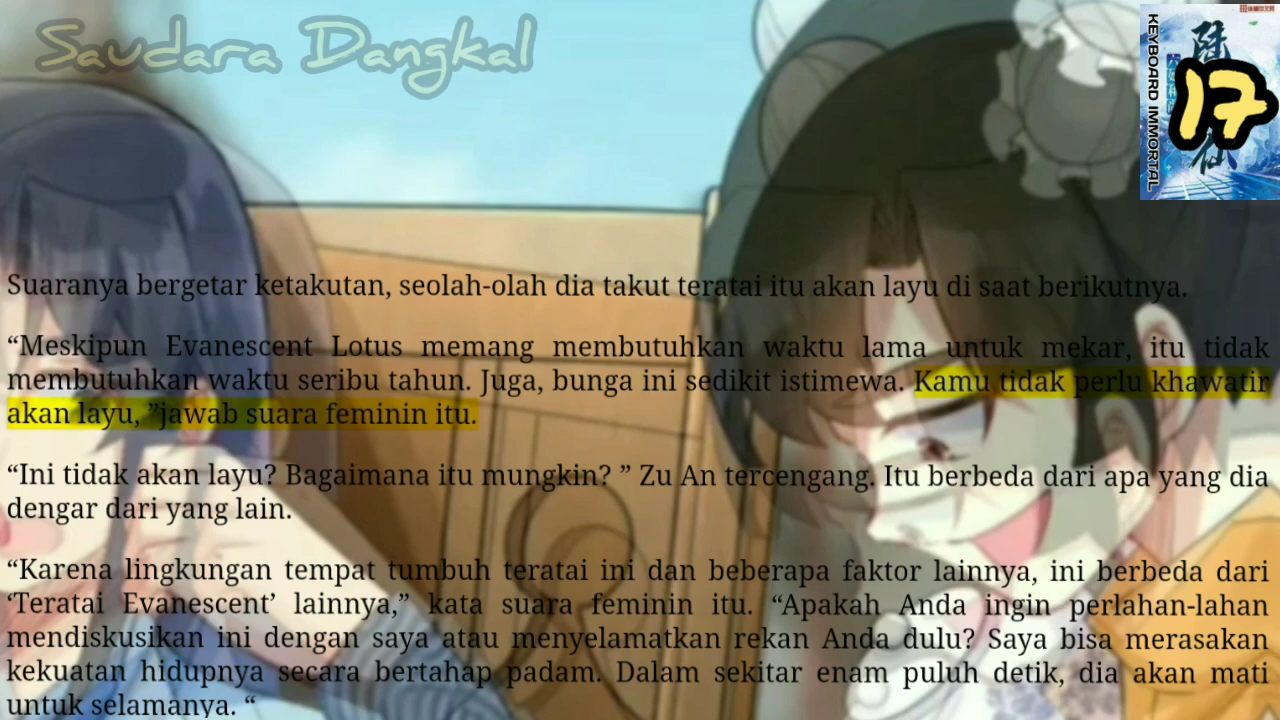 Saudara Dangkal
KEYBOARD IMMORTAL
17
Suaranya bergetar ketakutan, seolah-olah dia takut teratai itu akan layu di saat berikutnya.
“Meskipun Evanescent Lotus memang membutuhkan waktu lama untuk mekar, itu tidak
membutuhkan waktu seribu tahun. Juga, bunga ini sedikit istimewa. Kamu tidak perlu khawatir
akan layu, ”jawab suara feminin itu.
“Ini tidak akan layu? Bagaimana itu mungkin? ” Zu An tercengang. Itu berbeda dari apa yang dia
dengar dari yang lain.
“Karena lingkungan tempat tumbuh teratai ini dan beberapa faktor lainnya, ini berbeda dari
‘Teratai Evanescent’ lainnya,” kata suara feminin itu. “Apakah Anda ingin perlahan-lahan
mendiskusikan ini dengan saya atau menyelamatkan rekan Anda dulu? Saya bisa merasakan
kekuatan hidupnya secara bertahap padam. Dalam sekitar enam puluh detik, dia akan mati
untuk selamanya. “